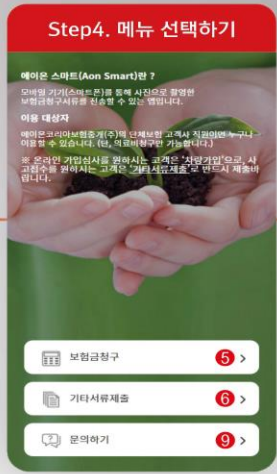 Step4. 메뉴 선택하기
에이온 스마트(Aon Smart)란 ?
모바일 기기(스마트폰)를 통해 사진으로 촬영한
보험금청구서류를 전송할 수 있는 앱입니다.
이용 대상자
에이온코리아보험중개(주)의 단체보험 고객사 직원이면 누구나
이용할 수 있습니다. (단, 의료비청구만 가능합니다.)
※ 온라인 가입심사를 원하시는 고객은 '차량가입'으로, 사
고접수를 원하시는 고객은 '기타서류제출'로 반드시 제출바
랍니다.
보험금청구 5 >
기타서류제출 6 >
문의하기 9 >